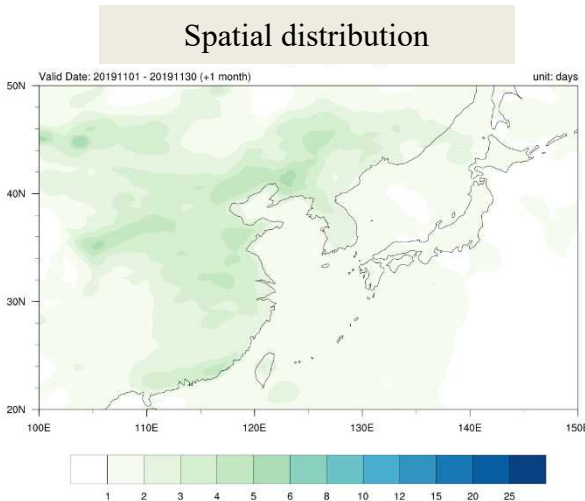 Spatial distribution
Valid Date: 20191101 - 20191130 (+1 month) unit: days
50N
40N
30N
20N
100E 110E 120E 130E 140E 150E
1 2 3 4 5 6 8 10 12 15 20 25